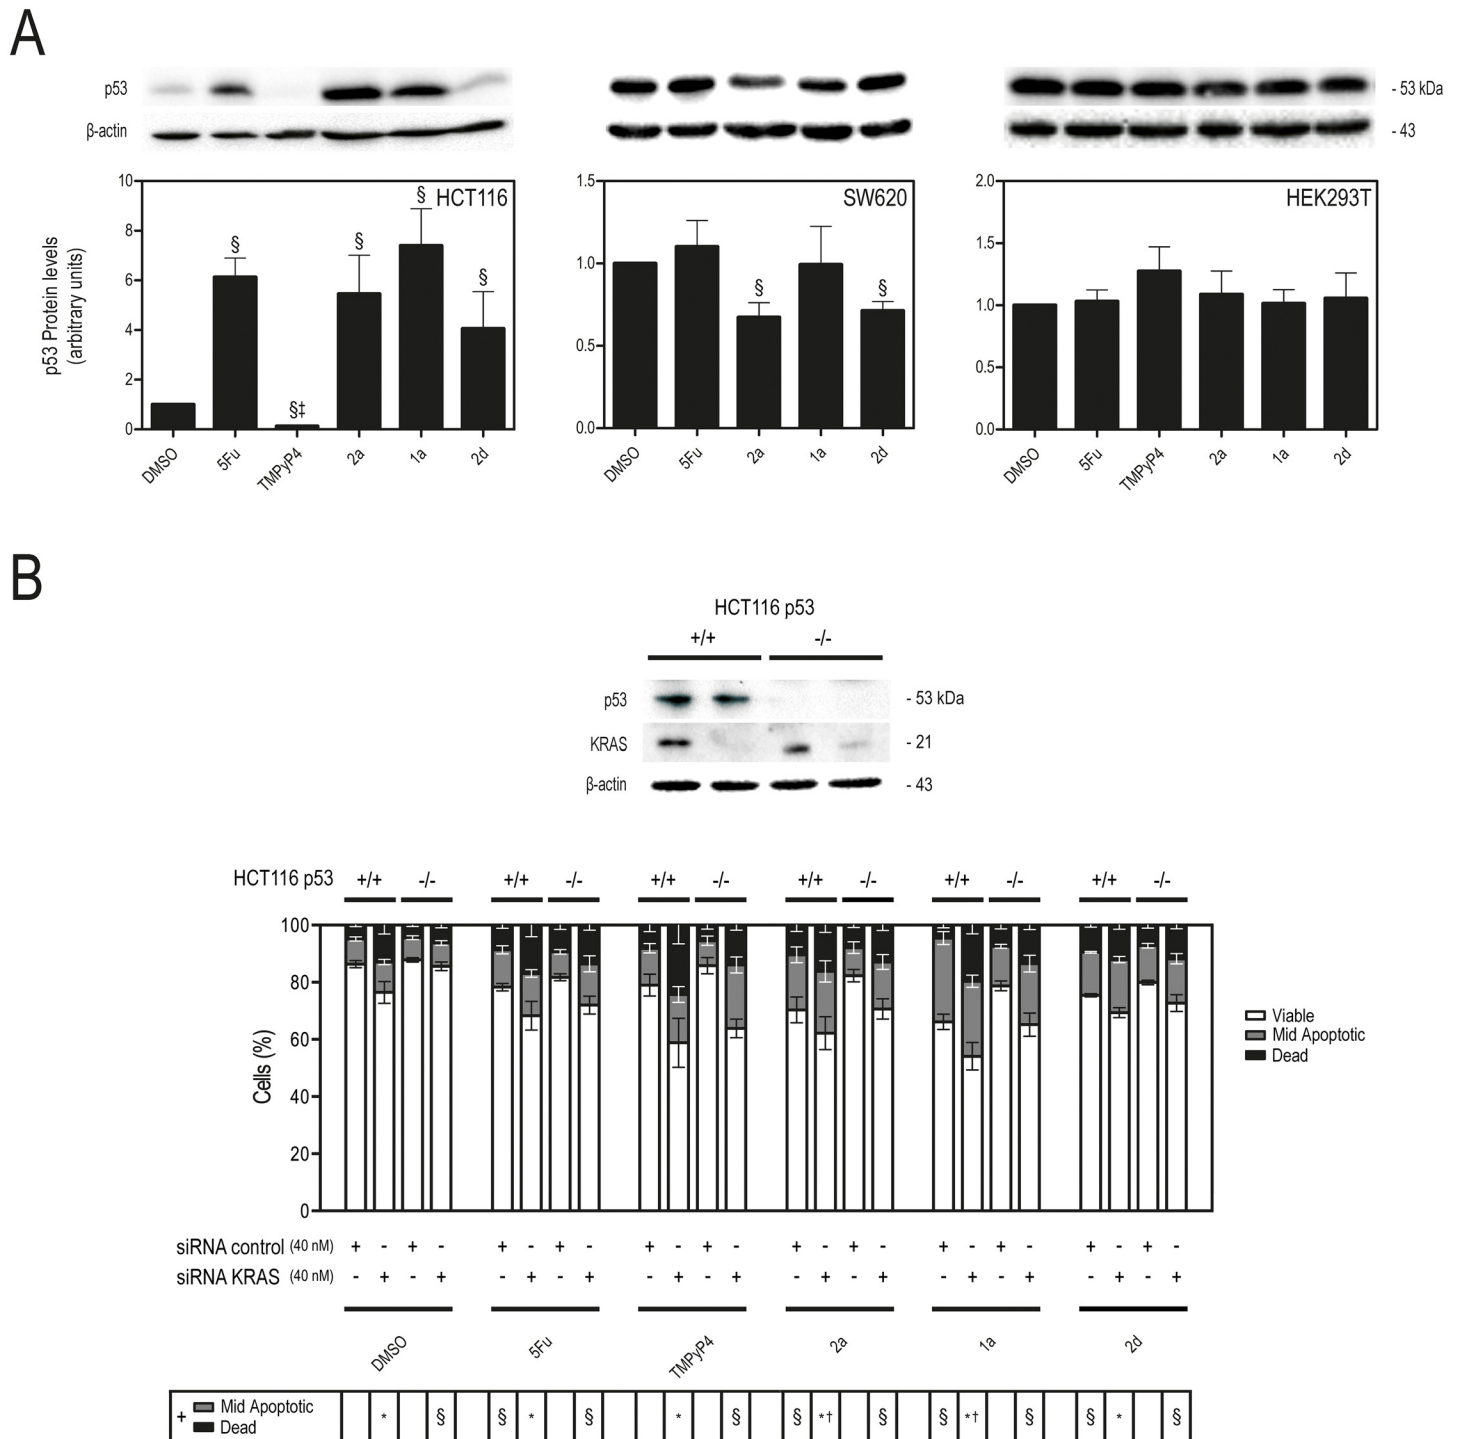 A
p53
- 53 kDa
β-actin
- 43
p53 Protein levels
(arbitrary units)
10
8
6
4
2
0
HCT116
§
§‡
§
§
§
DMSO
5Fu
TMPyP4
2a
1a
2d
1.5
1.0
0.5
0.0
SW620
§
§
DMSO
5Fu
2a
1a
2d
2.0
1.5
1.0
0.5
0.0
HEK293T
DMSO
5Fu
TMPyP4
2a
1a
2d
B
HCT116 p53
+/+ -/-
p53 - 53 kDa
KRAS - 21
β-actin - 43
HCT116 p53 +/+ -/- +/+ -/- +/+ -/- +/+ -/- +/+ -/- +/+ -/-
Cells (%)
100
80
60
40
20
0
Viable
Mid Apoptotic
Dead
siRNA control (40 nM) + - + - + - + - + - + - + - + - + - + - + - + -
siRNA KRAS (40 nM) - + - + - + - + - + - + - + - + - + - + - + - +
DMSO 5Fu TMPyP4 2a 1a 2d
+ Mid Apoptotic
Dead
* § § * § * § § *† § § *† § § * §